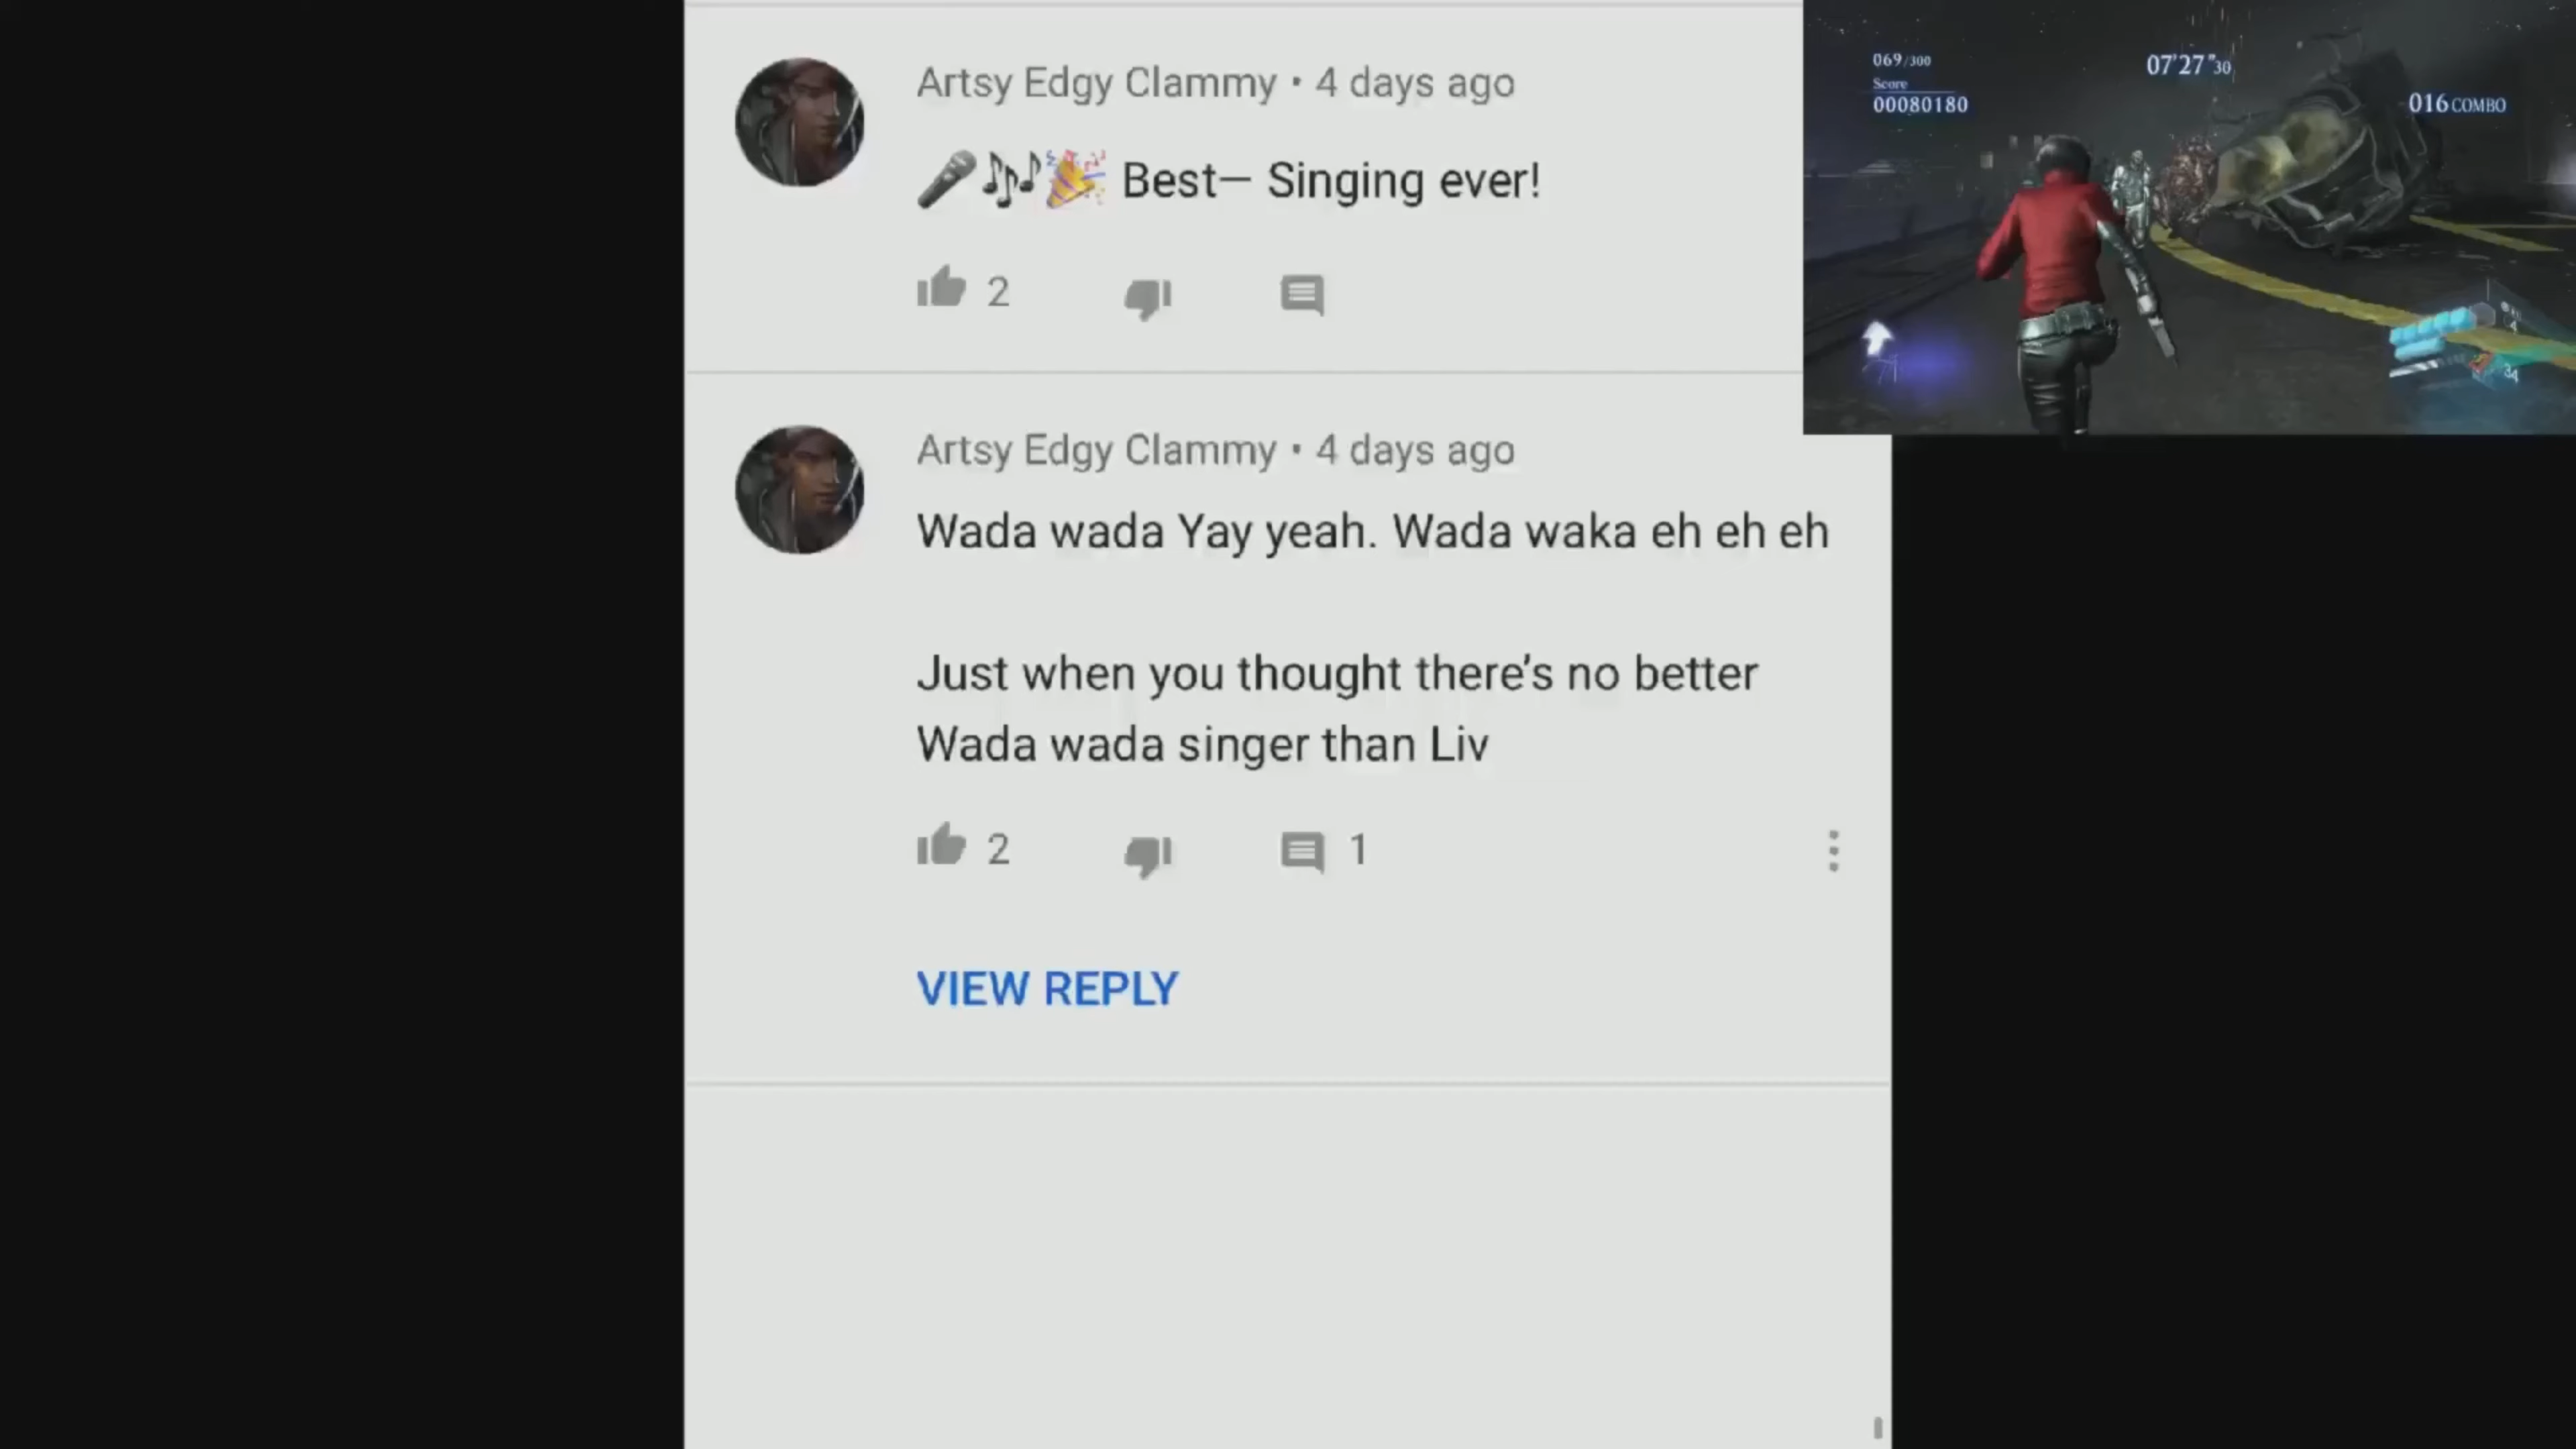 Artsy Edgy Clammy • 4 days ago
🎤🎶🎉 Best— Singing ever!
2
Artsy Edgy Clammy • 4 days ago
Wada wada Yay yeah. Wada waka eh eh eh
Just when you thought there's no better
Wada wada singer than Liv
2
1
VIEW REPLY
069/300
Score
00080180
07'27"30
016 COMBO
34